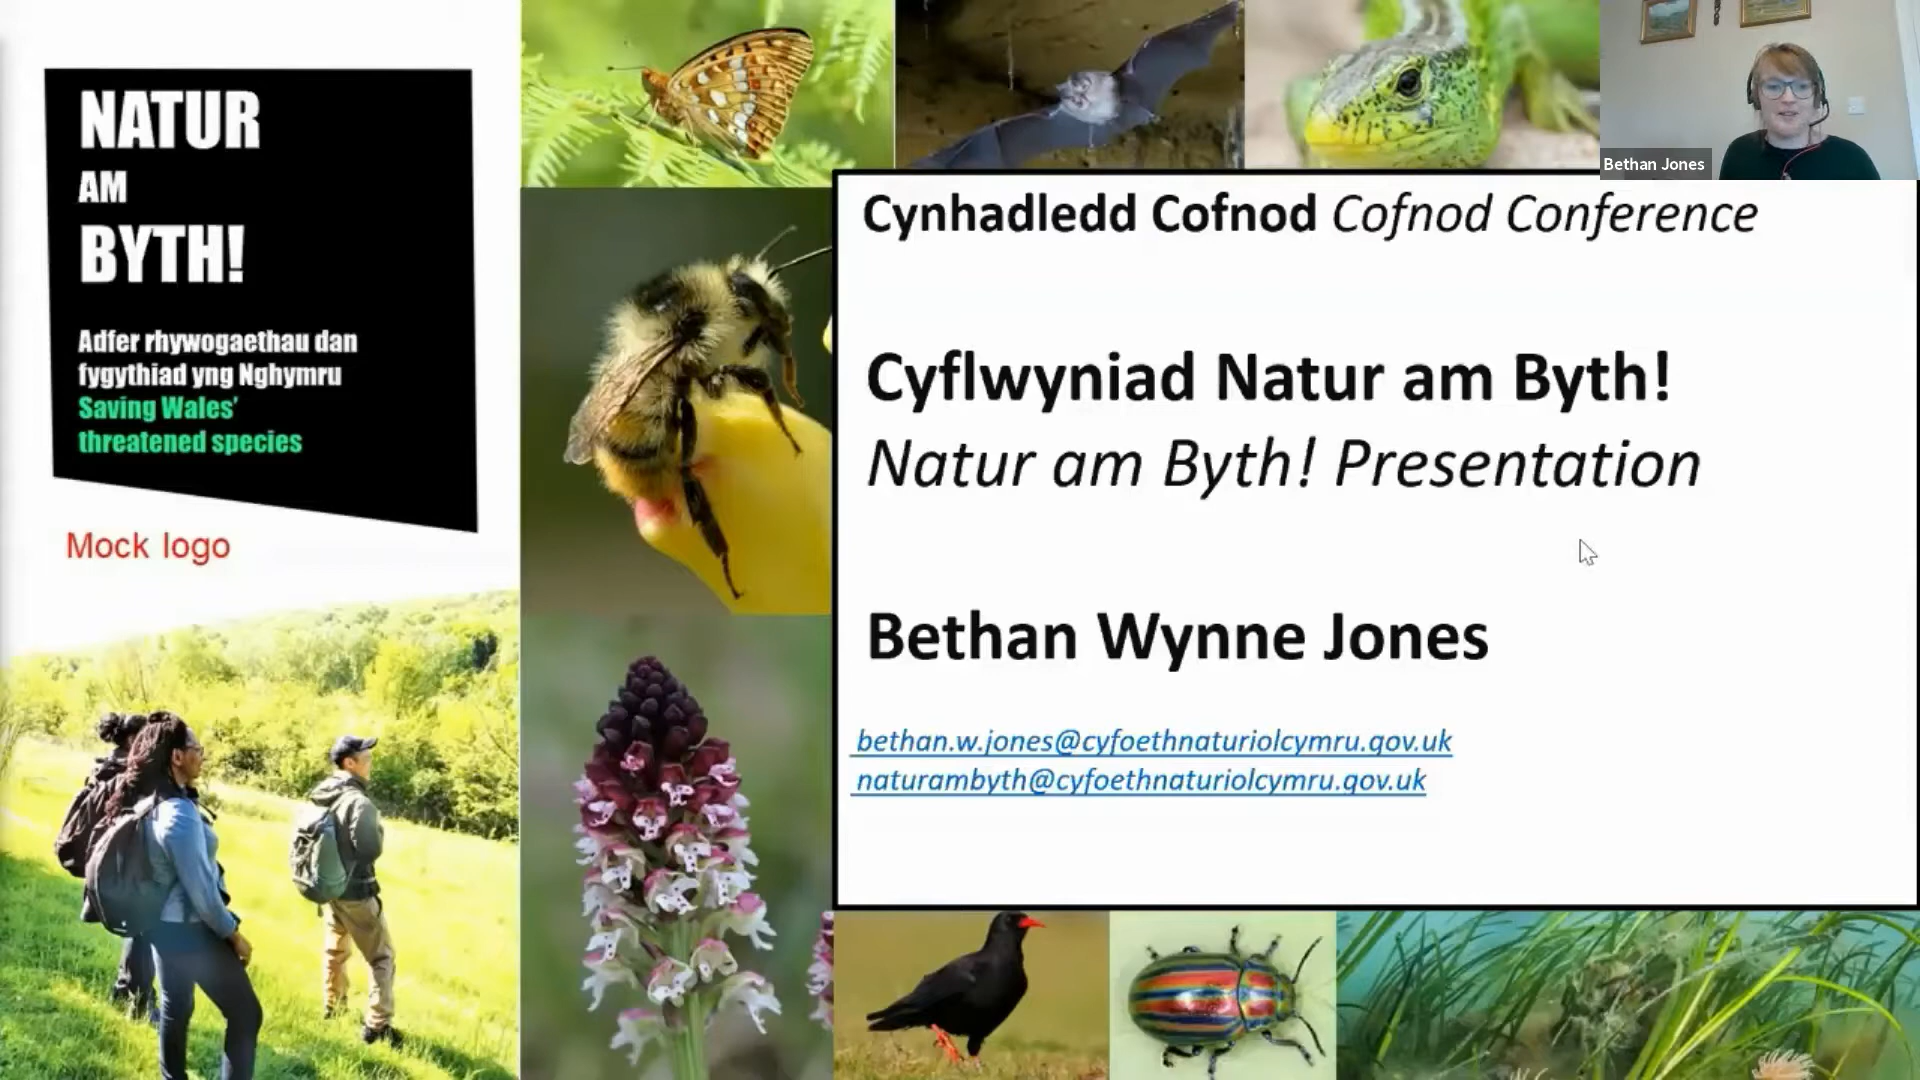 NATUR
AM
BYTH!
Adfer rhywogaethau dan
fygythiad yng Nghymru
Saving Wales'
threatened species
Mock logo
Bethan Jones
Cynhadledd Cofnod Cofnod Conference
Cyflwyniad Natur am Byth!
Natur am Byth! Presentation
Bethan Wynne Jones
bethan.w.jones@cyfoethnaturiolcymru.gov.uk
naturambyth@cyfoethnaturiolcymru.gov.uk